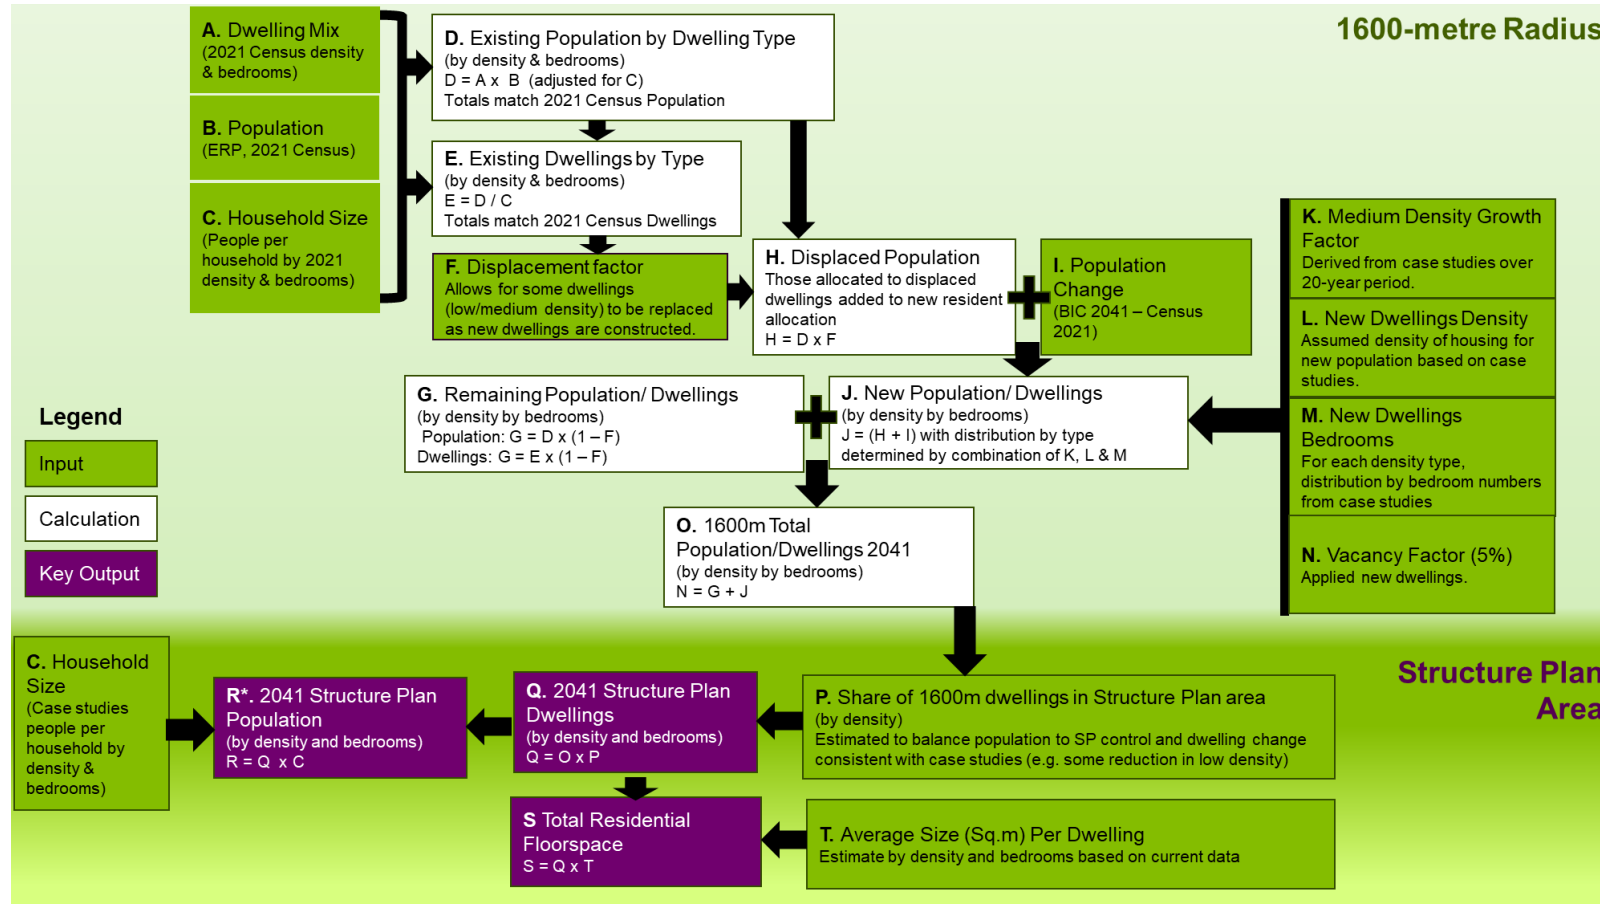 1600-metre Radius
A. Dwelling Mix
(2021 Census density
& bedrooms)
B. Population
(ERP, 2021 Census)
C. Household Size
(People per
household by 2021
density & bedrooms)
D. Existing Population by Dwelling Type
(by density & bedrooms)
D = A x B (adjusted for C)
Totals match 2021 Census Population
E. Existing Dwellings by Type
(by density & bedrooms)
E = D / C
Totals match 2021 Census Dwellings
F. Displacement factor
Allows for some dwellings
(low/medium density) to be replaced
as new dwellings are constructed.
H. Displaced Population
Those allocated to displaced
dwellings added to new resident
allocation
H = D x F
I. Population
Change
(BIC 2041 – Census
2021)
K. Medium Density Growth
Factor
Derived from case studies over
20-year period.
L. New Dwellings Density
Assumed density of housing for
new population based on case
studies.
M. New Dwellings
Bedrooms
For each density type,
distribution by bedroom numbers
from case studies
N. Vacancy Factor (5%)
Applied new dwellings.
G. Remaining Population/ Dwellings
(by density by bedrooms)
Population: G = D x (1 – F)
Dwellings: G = E x (1 – F)
J. New Population/ Dwellings
(by density by bedrooms)
J = (H + I) with distribution by type
determined by combination of K, L & M
Legend
Input
Calculation
Key Output
O. 1600m Total
Population/Dwellings 2041
(by density by bedrooms)
N = G + J
Structure Plan
Area
C. Household
Size
(Case studies
people per
household by
density &
bedrooms)
R*. 2041 Structure Plan
Population
(by density and bedrooms)
R = Q x C
Q. 2041 Structure Plan
Dwellings
(by density and bedrooms)
Q = O x P
P. Share of 1600m dwellings in Structure Plan area
(by density)
Estimated to balance population to SP control and dwelling change
consistent with case studies (e.g. some reduction in low density)
S Total Residential
Floorspace
S = Q x T
T. Average Size (Sq.m) Per Dwelling
Estimate by density and bedrooms based on current data